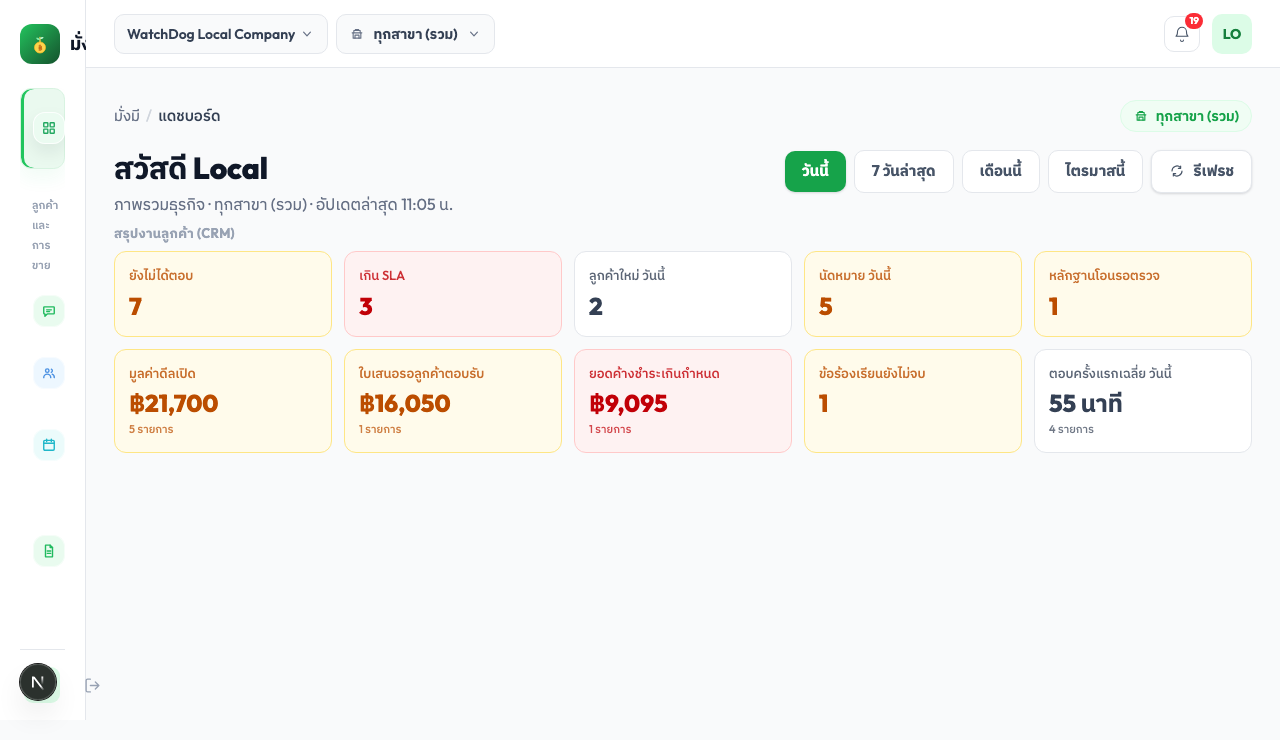 WatchDog Local Company
ทุกสาขา (รวม)
19
LO
มั่งมี / แดชบอร์ด
ทุกสาขา (รวม)
สวัสดี Local
วันนี้
7 วันล่าสุด
เดือนนี้
ไตรมาสนี้
รีเฟรช
ภาพรวมธุรกิจ · ทุกสาขา (รวม) · อัปเดตล่าสุด 11:05 น.
สรุปงานลูกค้า (CRM)
ลูกค้า
และ
การ
ขาย
ยังไม่ได้ตอบ
7
เกิน SLA
3
ลูกค้าใหม่ วันนี้
2
นัดหมาย วันนี้
5
หลักฐานโอนรอตรวจ
1
มูลค่าดีลเปิด
฿21,700
5 รายการ
ใบเสนอรอลูกค้าตอบรับ
฿16,050
1 รายการ
ยอดค้างชำระเกินกำหนด
฿9,095
1 รายการ
ข้อร้องเรียนยังไม่จบ
1
ตอบครั้งแรกเฉลี่ย วันนี้
55 นาที
4 รายการ
N